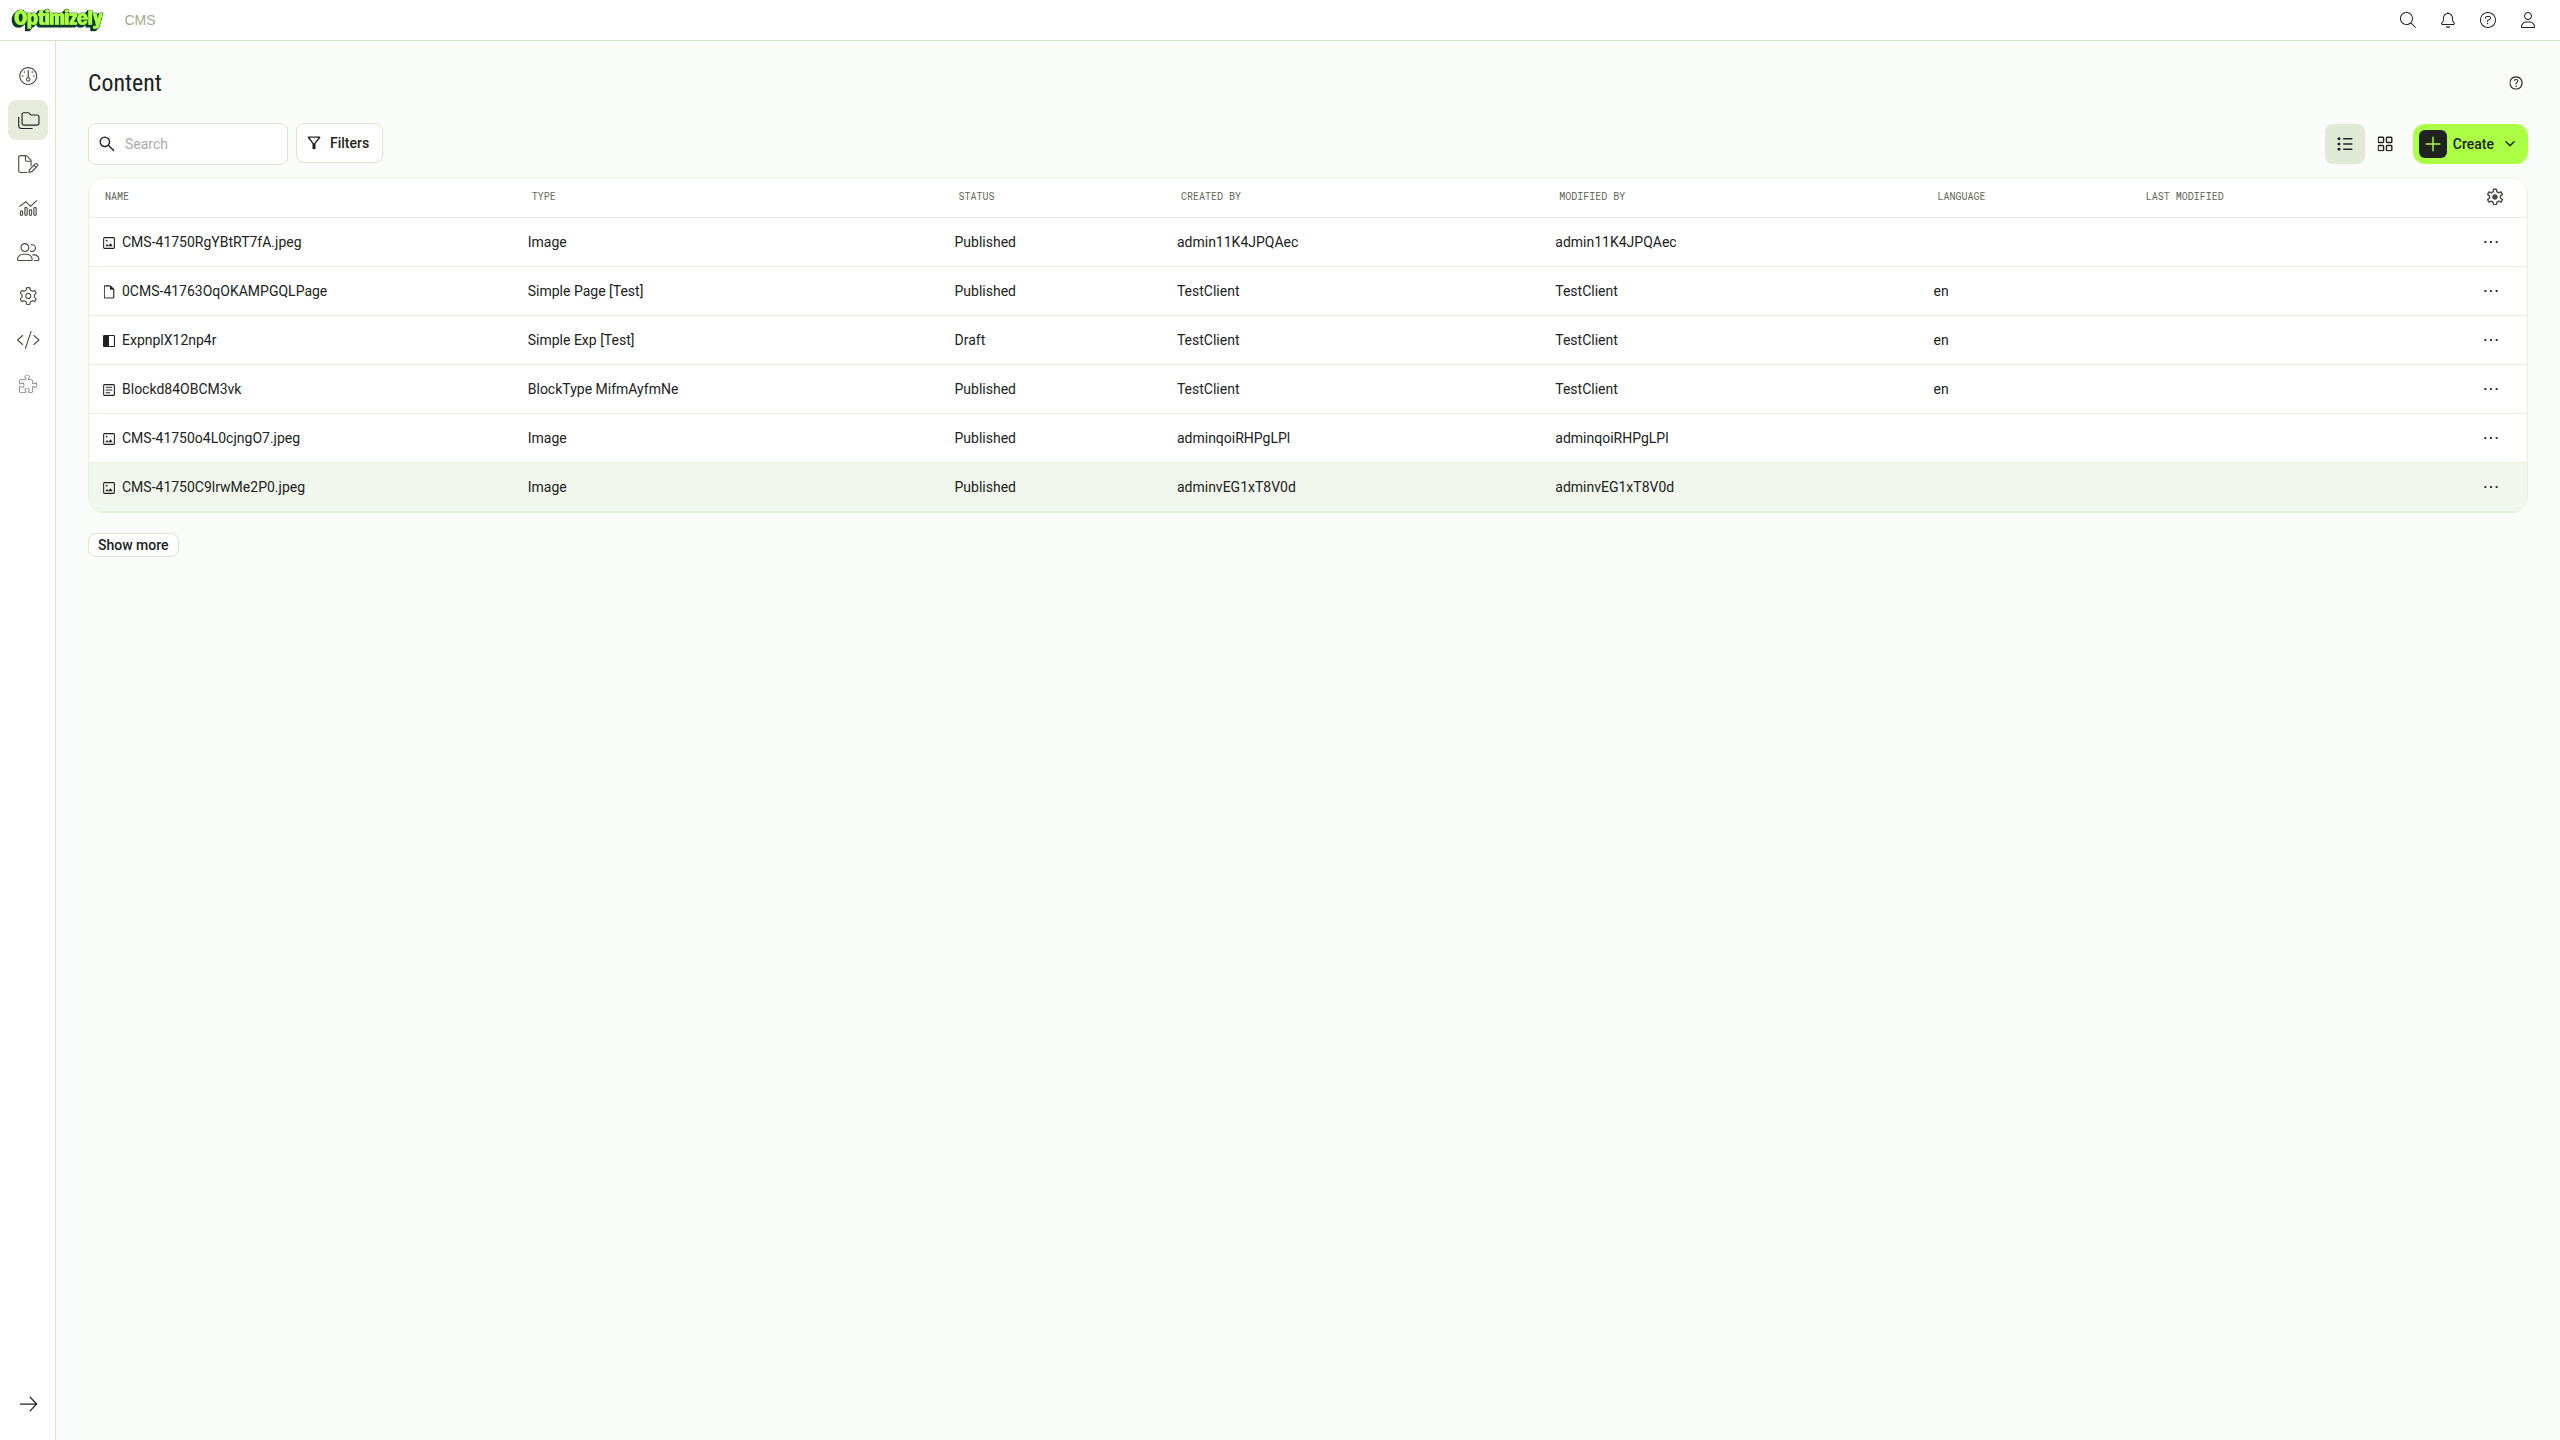 Optimizely CMS
Content
Search Filters Create
NAME TYPE STATUS CREATED BY MODIFIED BY LANGUAGE LAST MODIFIED
CMS-41750RgYBtRT7fA.jpeg Image Published admin11K4JPQAec admin11K4JPQAec
0CMS-41763OqOKAMPGQLPage Simple Page [Test] Published TestClient TestClient en
ExpnplX12np4r Simple Exp [Test] Draft TestClient TestClient en
Blockd84OBCM3vk BlockType MifmAyfmNe Published TestClient TestClient en
CMS-41750o4L0cjngO7.jpeg Image Published adminqoiRHPgLPI adminqoiRHPgLPI
CMS-41750C9IrwMe2P0.jpeg Image Published adminvEG1xT8V0d adminvEG1xT8V0d
Show more